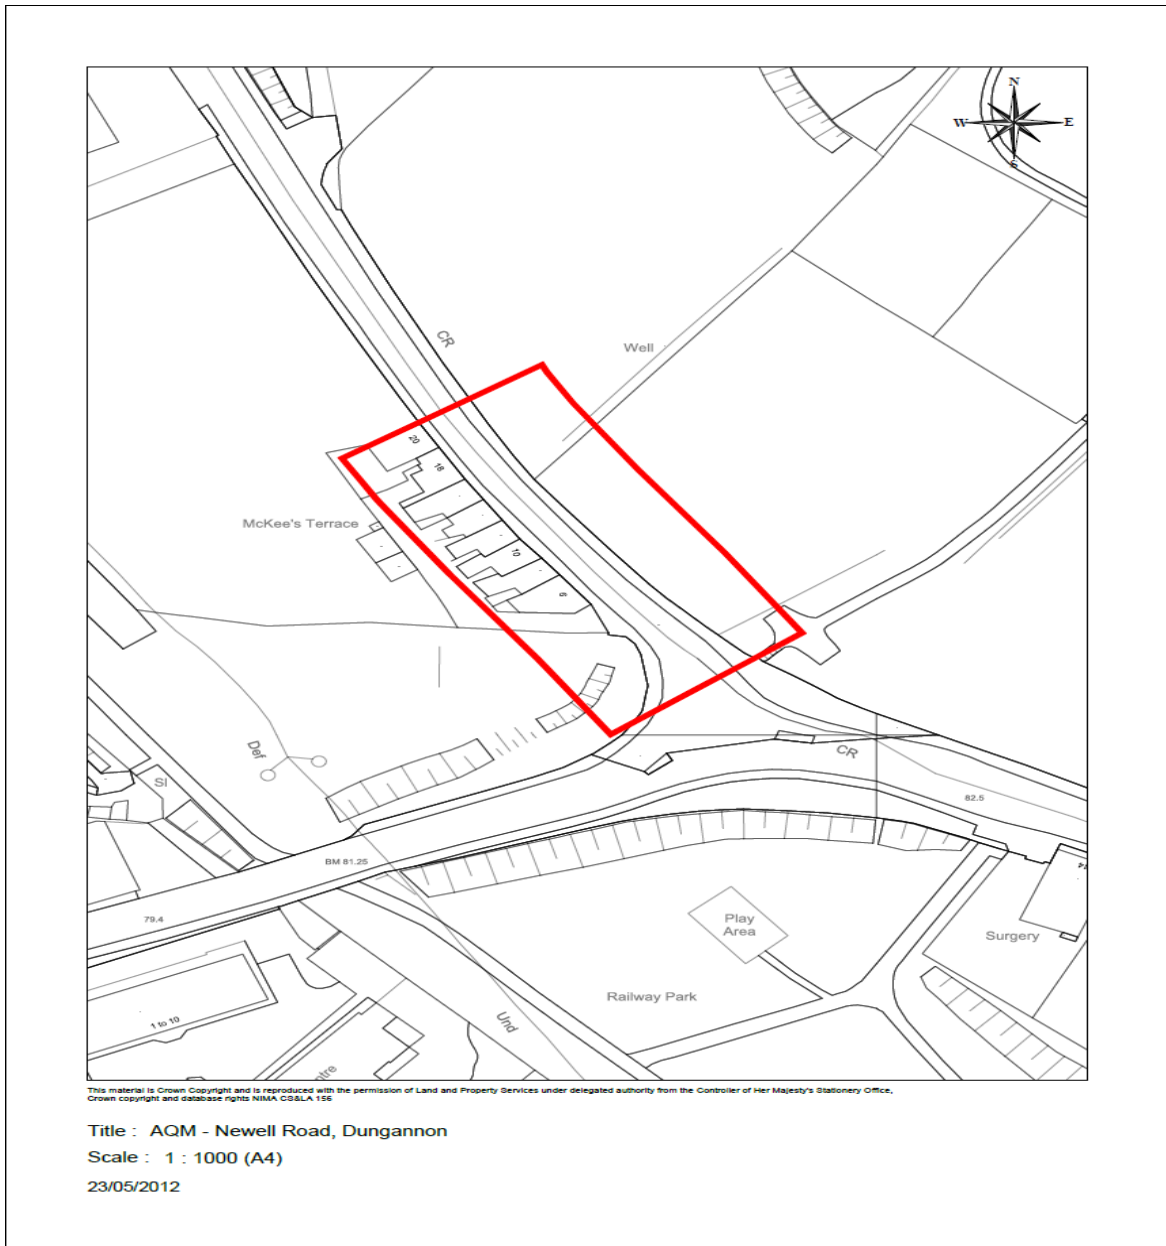 N
W E
S
CR
Well
20
18
McKee's Terrace
10
6
Def
CR
SI
82.5
BM 81.25
14
79.4
Play
Area
Surgery
Railway Park
1 to 10
Und
ntre
This material is Crown Copyright and is reproduced with the permission of Land and Property Services under delegated authority from the Controller of Her Majesty's Stationery Office,
Crown copyright and database rights NIMA CS&LA 156
Title : AQM - Newell Road, Dungannon
Scale : 1 : 1000 (A4)
23/05/2012